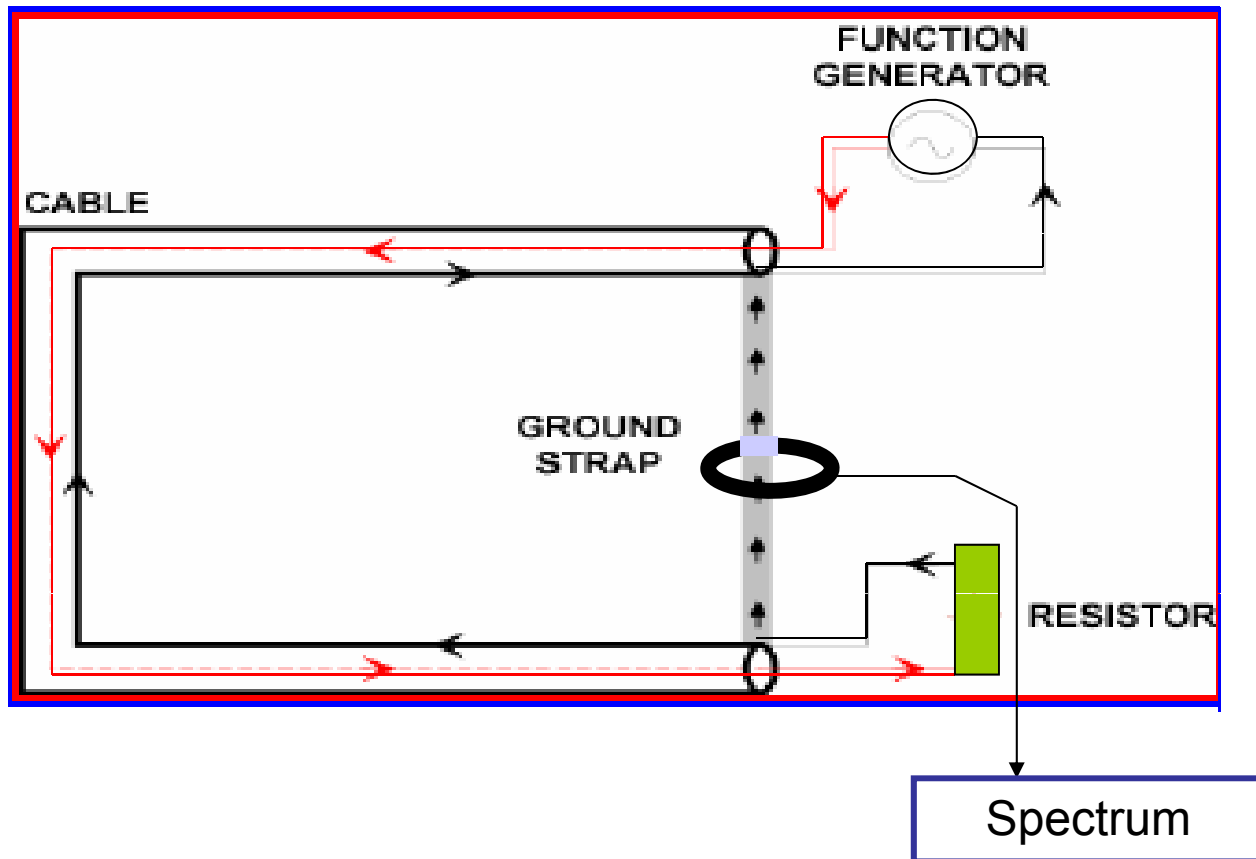 FUNCTION
GENERATOR
CABLE
GROUND
STRAP
RESISTOR
Spectrum